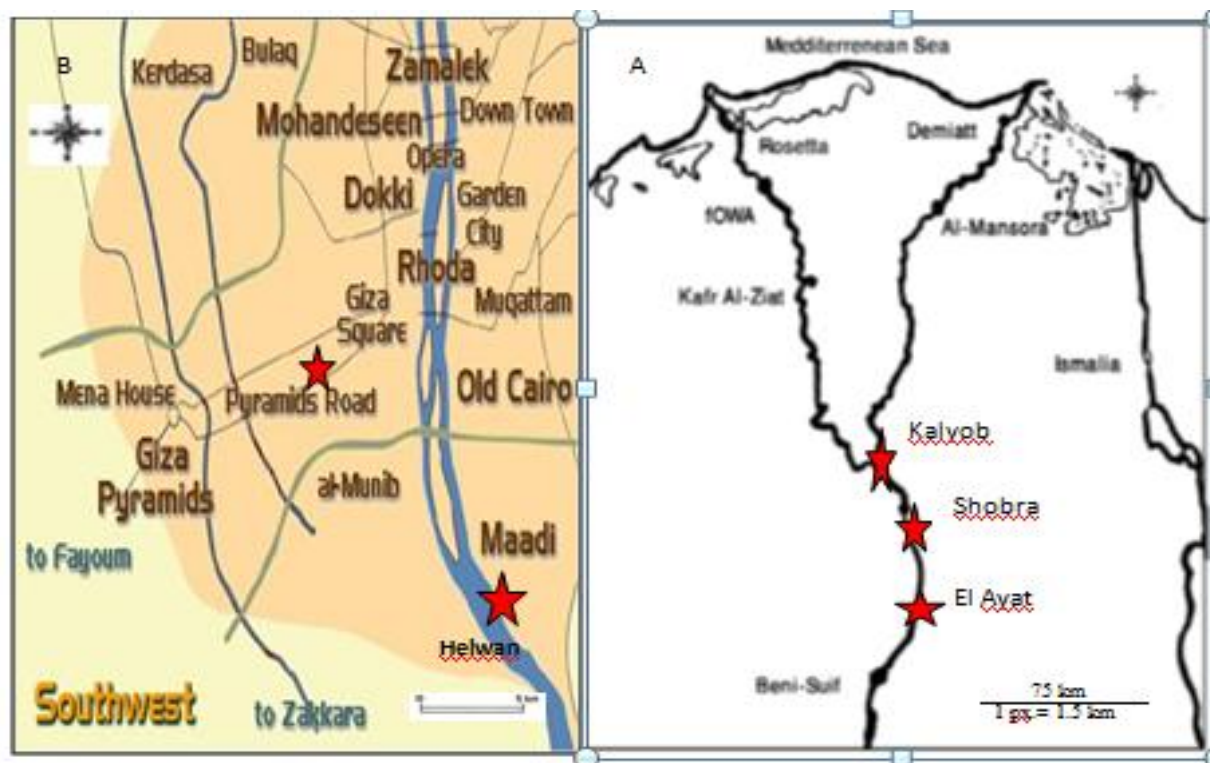 B
Kerdasa
Bulaq
Zamalek
Mohandeseen
Down Town
Opera
Dokki
Garden
City
Rhoda
Giza
Square
Muqattam
Mena House
Pyramids Road
Old Cairo
Giza
Pyramids
al-Munib
Maadi
to Fayoum
Helwan
Southwest
to Zakkara
A
Medditerrenean Sea
Rosetta
Demiatt
fOWA
Al-Mansora
Kafr Al-Ziat
Ismalia
Kalyob
Shobra
El Ayat
Beni-Suif
75 km
1 gx = 1.5 km